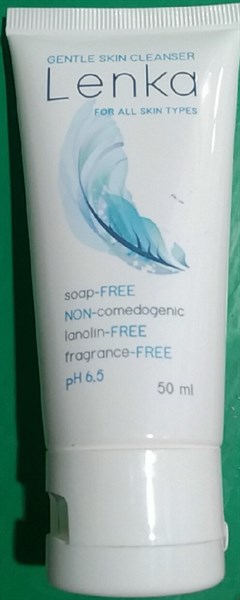 GENTLE SKIN CLEANSER
Lenka
FOR ALL SKIN TYPES
soap-FREE
NON-comedogenic
lanolin-FREE
fragrance-FREE
pH 6,5
50 ml